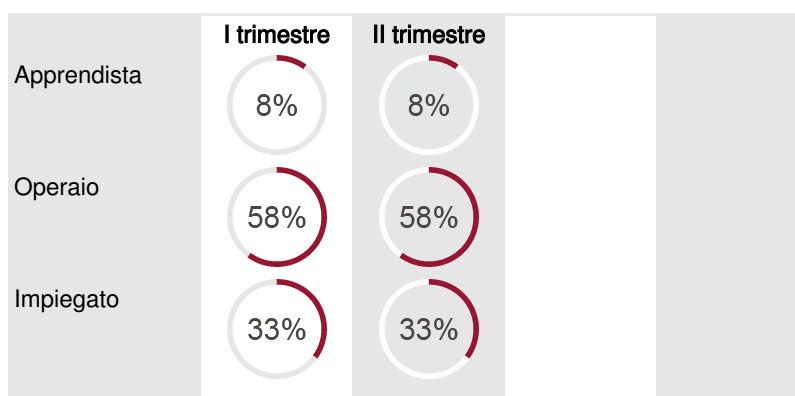 I trimestre II trimestre
Apprendista 8% 8%
Operaio 58% 58%
Impiegato 33% 33%